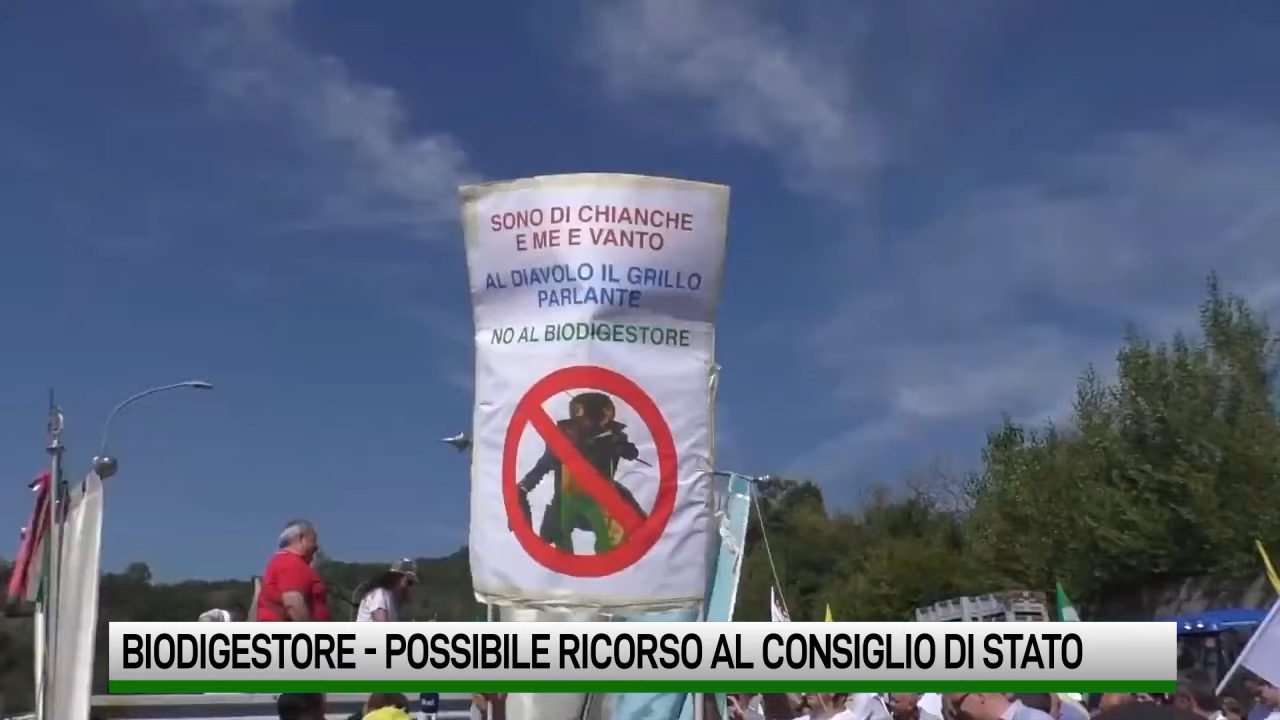 SONO DI CHIANCHE
E ME E VANTO
AL DIAVOLO IL GRILLO
PARLANTE
NO AL BIODIGESTORE
BIODIGESTORE - POSSIBILE RICORSO AL CONSIGLIO DI STATO
Rai